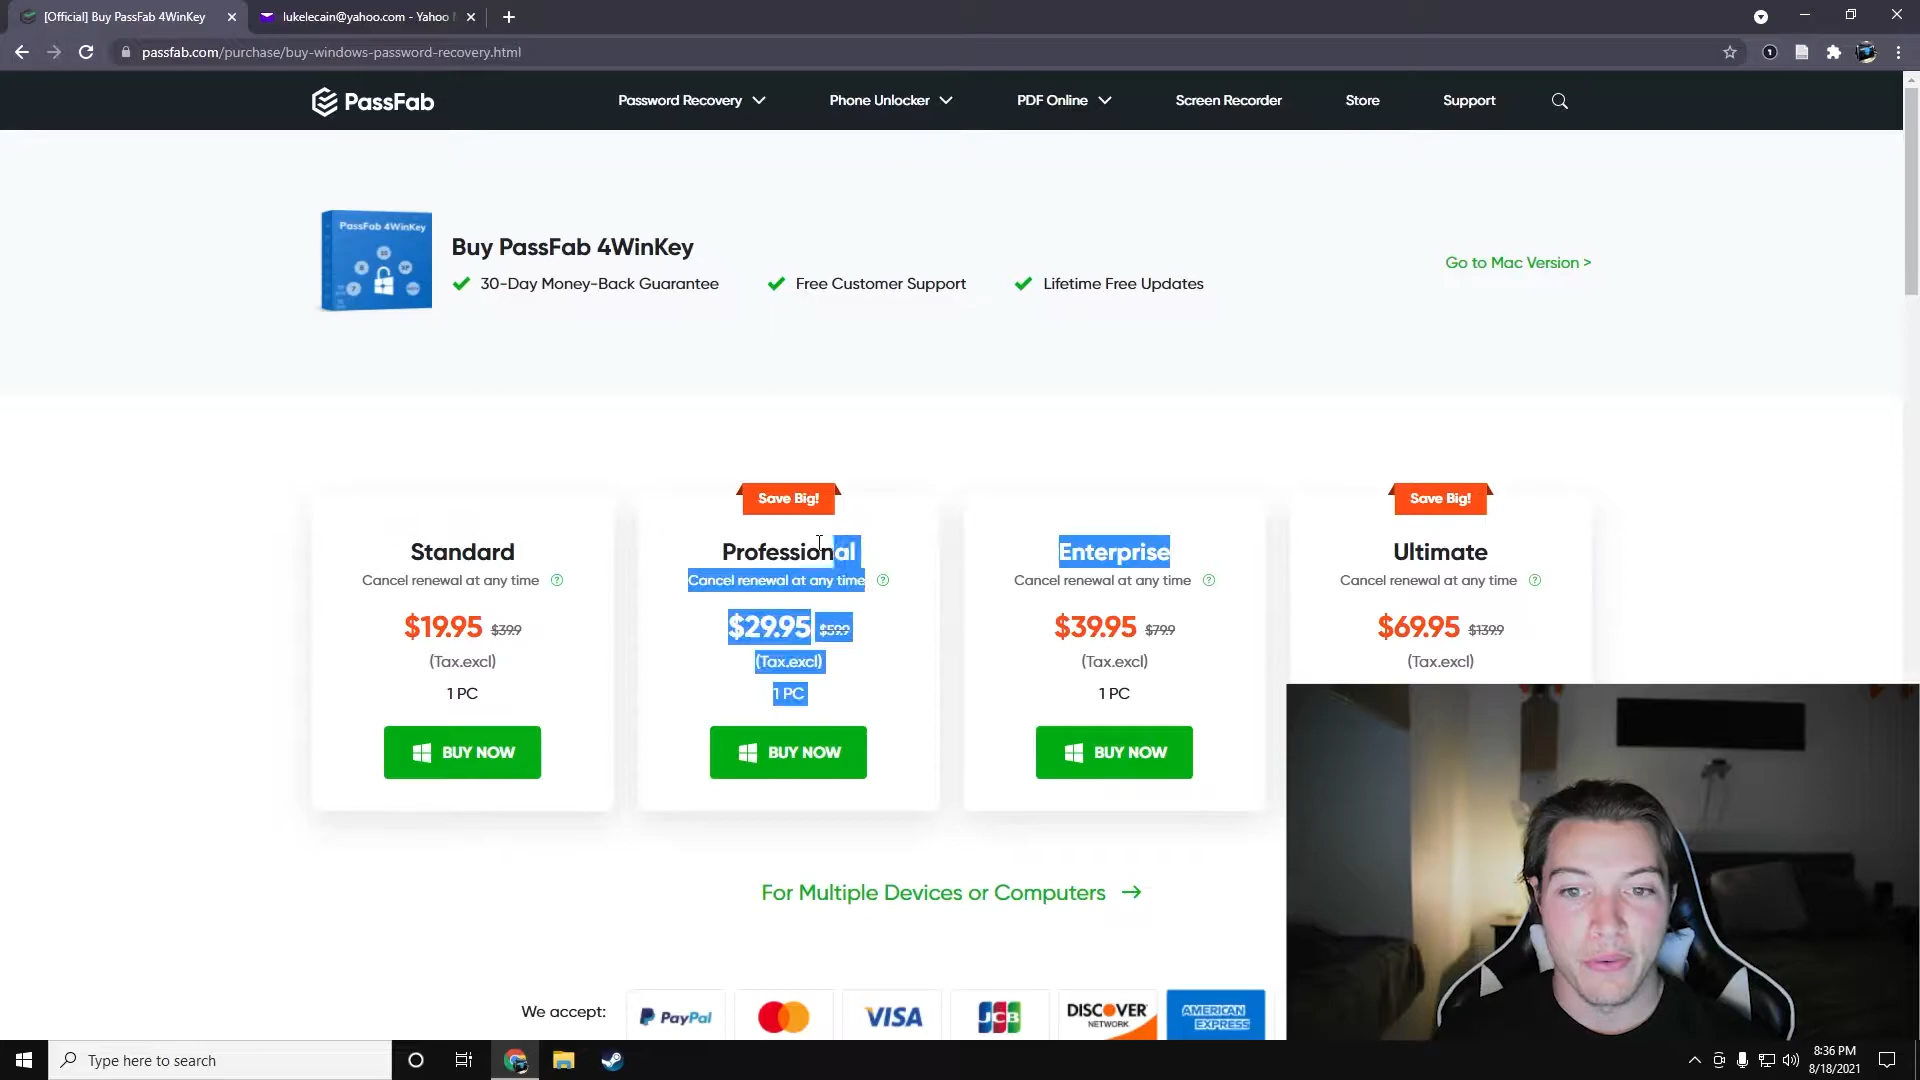 [Official] Buy PassFab 4WinKey
lukelecain@yahoo.com - Yahoo
passfab.com/purchase/buy-windows-password-recovery.html
PassFab
Password Recovery
Phone Unlocker
PDF Online
Screen Recorder
Store
Support
PassFab 4WinKey
Buy PassFab 4WinKey
30-Day Money-Back Guarantee
Free Customer Support
Lifetime Free Updates
Go to Mac Version >
Standard
Cancel renewal at any time
$19.95 $39.9
(Tax.excl)
1 PC
BUY NOW
Save Big!
Professional
Cancel renewal at any time
$29.95 $59.9
(Tax.excl)
1 PC
BUY NOW
Enterprise
Cancel renewal at any time
$39.95 $79.9
(Tax.excl)
1 PC
BUY NOW
Save Big!
Ultimate
Cancel renewal at any time
$69.95 $139.9
(Tax.excl)
For Multiple Devices or Computers →
We accept:
PayPal
VISA
JCB
DISCOVER
NETWORK
AMERICAN
EXPRESS
Type here to search
8:36 PM
8/18/2021